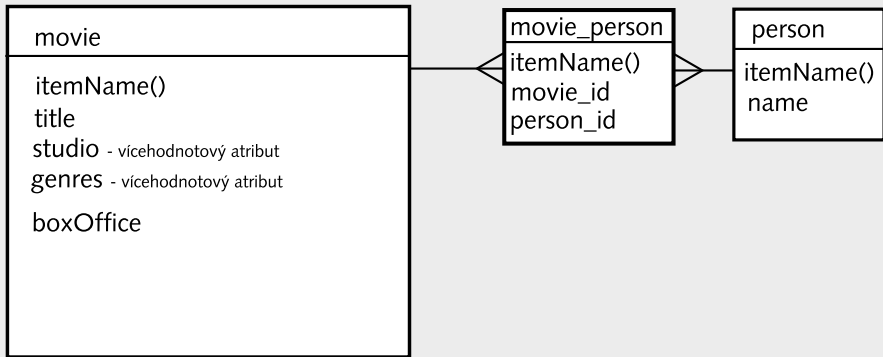 movie
itemName()
title
studio - vícehodnotový atribut
genres - vícehodnotový atribut
boxOffice
movie_person
itemName()
movie_id
person_id
person
itemName()
name